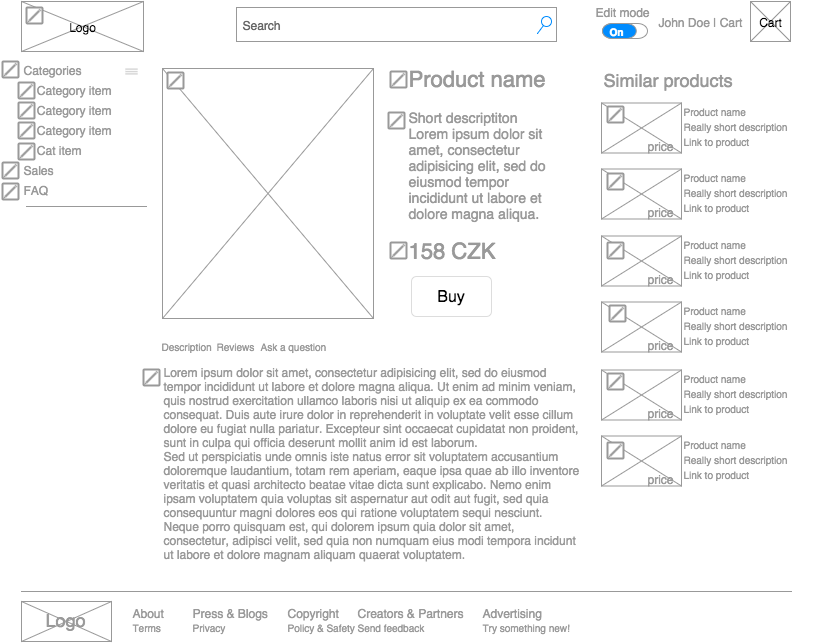 Logo
Search
Edit mode
On
John Doe | Cart
Cart
Categories
Category item
Category item
Category item
Cat item
Sales
FAQ
Product name
Short descriptiton
Lorem ipsum dolor sit
amet, consectetur
adipisicing elit, sed do
eiusmod tempor
incididunt ut labore et
dolore magna aliqua.
158 CZK
Buy
Similar products
price
Product name
Really short description
Link to product
price
Product name
Really short description
Link to product
price
Product name
Really short description
Link to product
price
Product name
Really short description
Link to product
price
Product name
Really short description
Link to product
price
Product name
Really short description
Link to product
Description Reviews Ask a question
Lorem ipsum dolor sit amet, consectetur adipisicing elit, sed do eiusmod
tempor incididunt ut labore et dolore magna aliqua. Ut enim ad minim veniam,
quis nostrud exercitation ullamco laboris nisi ut aliquip ex ea commodo
consequat. Duis aute irure dolor in reprehenderit in voluptate velit esse cillum
dolore eu fugiat nulla pariatur. Excepteur sint occaecat cupidatat non proident,
sunt in culpa qui officia deserunt mollit anim id est laborum.
Sed ut perspiciatis unde omnis iste natus error sit voluptatem accusantium
doloremque laudantium, totam rem aperiam, eaque ipsa quae ab illo inventore
veritatis et quasi architecto beatae vitae dicta sunt explicabo. Nemo enim
ipsam voluptatem quia voluptas sit aspernatur aut odit aut fugit, sed quia
consequuntur magni dolores eos qui ratione voluptatem sequi nesciunt.
Neque porro quisquam est, qui dolorem ipsum quia dolor sit amet,
consectetur, adipisci velit, sed quia non numquam eius modi tempora incidunt
ut labore et dolore magnam aliquam quaerat voluptatem.
Logo
About Press & Blogs Copyright Creators & Partners Advertising
Terms Privacy Policy & Safety Send feedback Try something new!